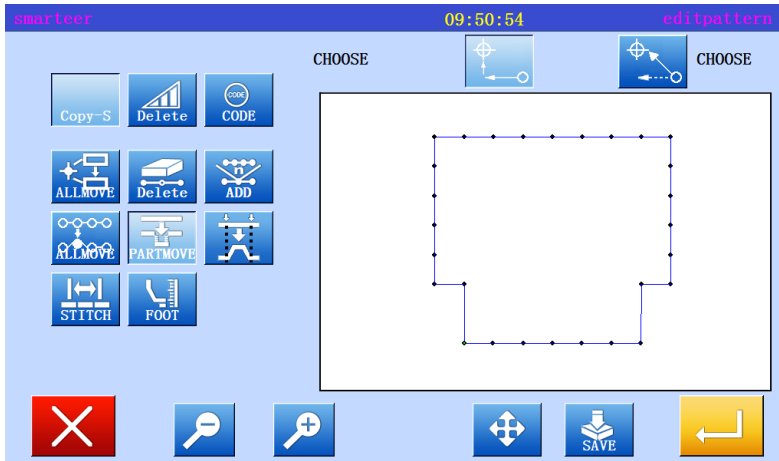 smarteer 09:50:54 editpattern
CHOOSE CHOOSE
Copy-S Delete CODE CODE
ALLMOVE Delete n ADD
ALLMOVE PARTMOVE
STITCH FOOT
SAVE